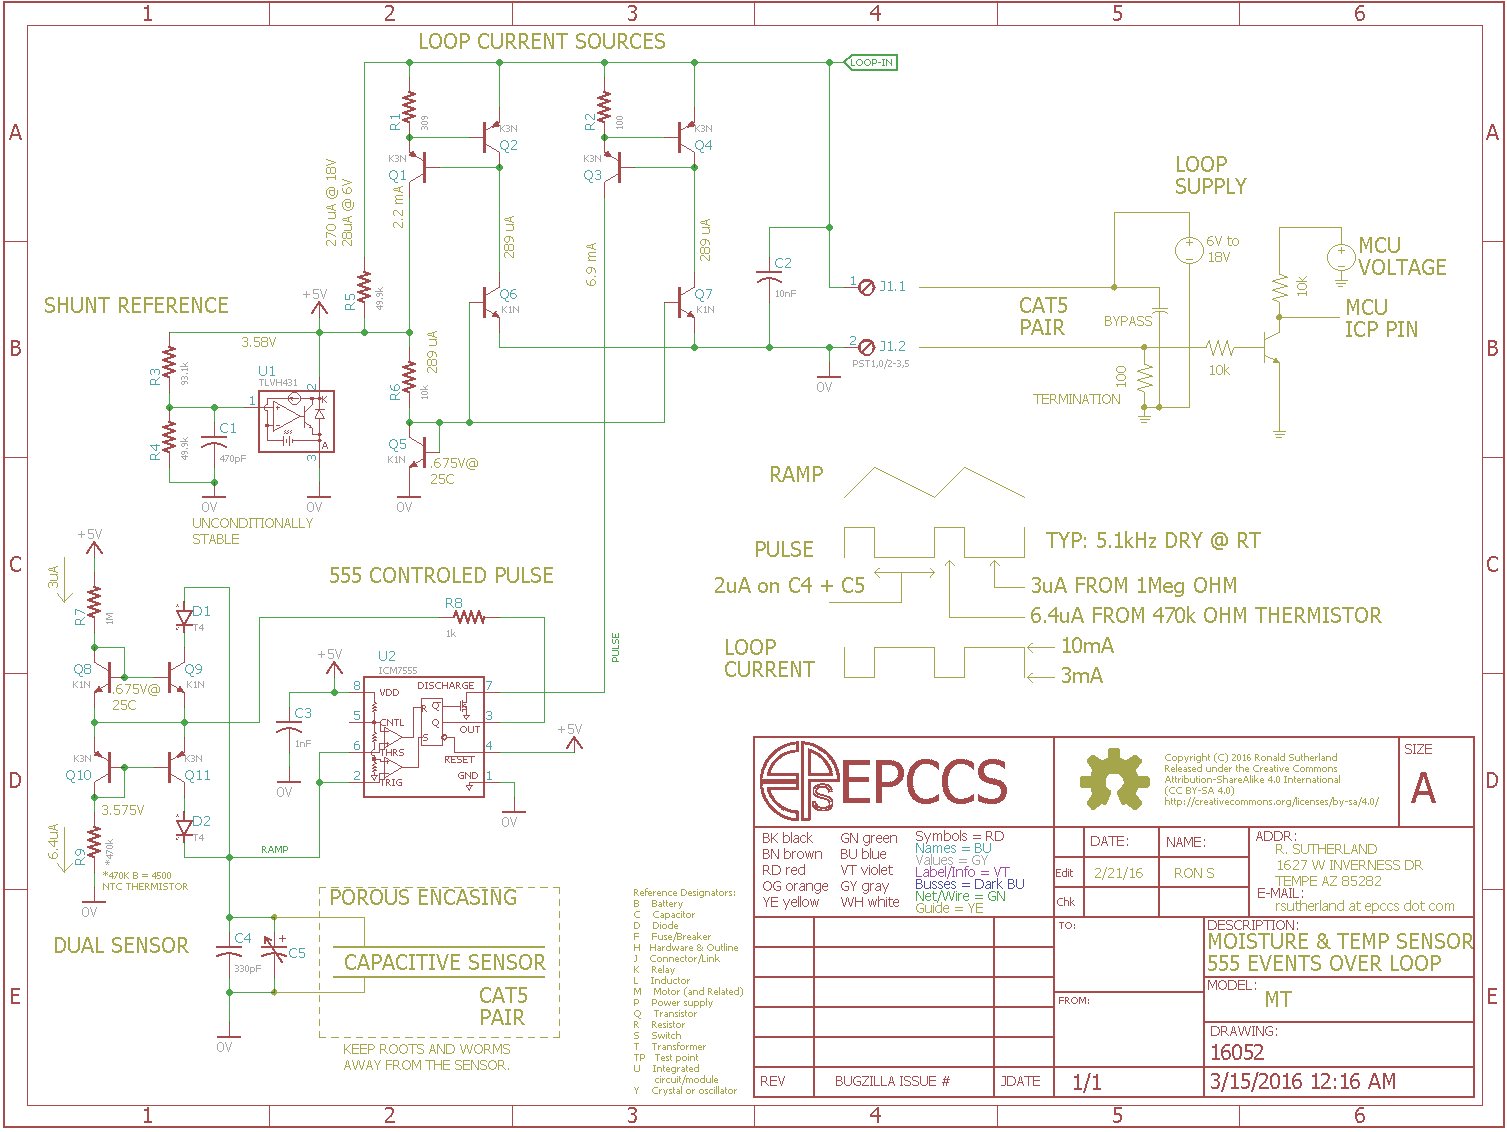 1 2 3 4 5 6
A
B
C
D
E
A
B
C
D
E
1 2 3 4 5 6
LOOP CURRENT SOURCES
LOOP-IN
R1
309
K3N
Q2
K3N
Q1
R2
100
K3N
Q4
K3N
Q3
270 uA @ 18V
28uA @ 6V
2.2 mA
289 uA
6.9 mA
289 uA
R5
49.9k
Q6
K1N
Q7
K1N
C2
10nF
1
J1.1
2
J1.2
PST1,0/2-3,5
0V
LOOP
SUPPLY
6V to
18V
MCU
VOLTAGE
10k
MCU
ICP PIN
CAT5
PAIR
BYPASS
100
10k
TERMINATION
SHUNT REFERENCE
+5V
3.58V
R3
93.1k
U1
TLVH431
1
2
K
A
3
R4
49.9k
C1
470pF
0V
0V
UNCONDITIONALLY
STABLE
289 uA
R6
10k
Q5
K1N
.675V@
25C
0V
RAMP
PULSE
TYP: 5.1kHz DRY @ RT
2uA on C4 + C5
3uA FROM 1Meg OHM
6.4uA FROM 470k OHM THERMISTOR
LOOP
CURRENT
10mA
3mA
+5V
3uA
R7
1M
D1
T4
Q8
K1N
Q9
K1N
.675V@
25C
K3N
Q10
K3N
Q11
3.575V
6.4uA
R9
*470k
D2
T4
*470K B = 4500
NTC THERMISTOR
0V
RAMP
555 CONTROLED PULSE
R8
1k
PULSE
+5V
U2
ICM7555
8
VDD
DISCHARGE
7
5
CNTL
R
Q
Q
3
OUT
6
THRS
S
4
RESET
2
TRIG
GND
1
C3
1nF
0V
+5V
0V
DUAL SENSOR
C4
330pF
+
C5
0V
POROUS ENCASING
CAPACITIVE SENSOR
CAT5
PAIR
KEEP ROOTS AND WORMS
AWAY FROM THE SENSOR.
Reference Designators:
B Battery
C Capacitor
D Diode
F Fuse/Breaker
H Hardware & Outline
J Connector/Link
K Relay
L Inductor
M Motor (and Related)
P Power supply
Q Transistor
R Resistor
S Switch
T Transformer
TP Test point
U Integrated
circuit/module
Y Crystal or oscillator
S
EPCCS
Copyright (C) 2016 Ronald Sutherland
Released under the Creative Commons
Attribution-ShareAlike 4.0 International
(CC BY-SA 4.0)
http://creativecommons.org/licenses/by-sa/4.0/
SIZE
A
BK black GN green Symbols = RD
Names = BU
BN brown BU blue Values = GY
RD red VT violet Label/Info = VT
Busses = Dark BU
OG orange GY gray Net/Wire = GN
YE yellow WH white Guide = YE
DATE: NAME:
Edit 2/21/16 RON S
Chk
ADDR:
R. SUTHERLAND
1627 W INVERNESS DR
TEMPE AZ 85282
E-MAIL:
rsutherland at epccs dot com
TO:
FROM:
DESCRIPTION:
MOISTURE & TEMP SENSOR
555 EVENTS OVER LOOP
MODEL:
MT
DRAWING:
16052
REV BUGZILLA ISSUE # JDATE 1/1 3/15/2016 12:16 AM